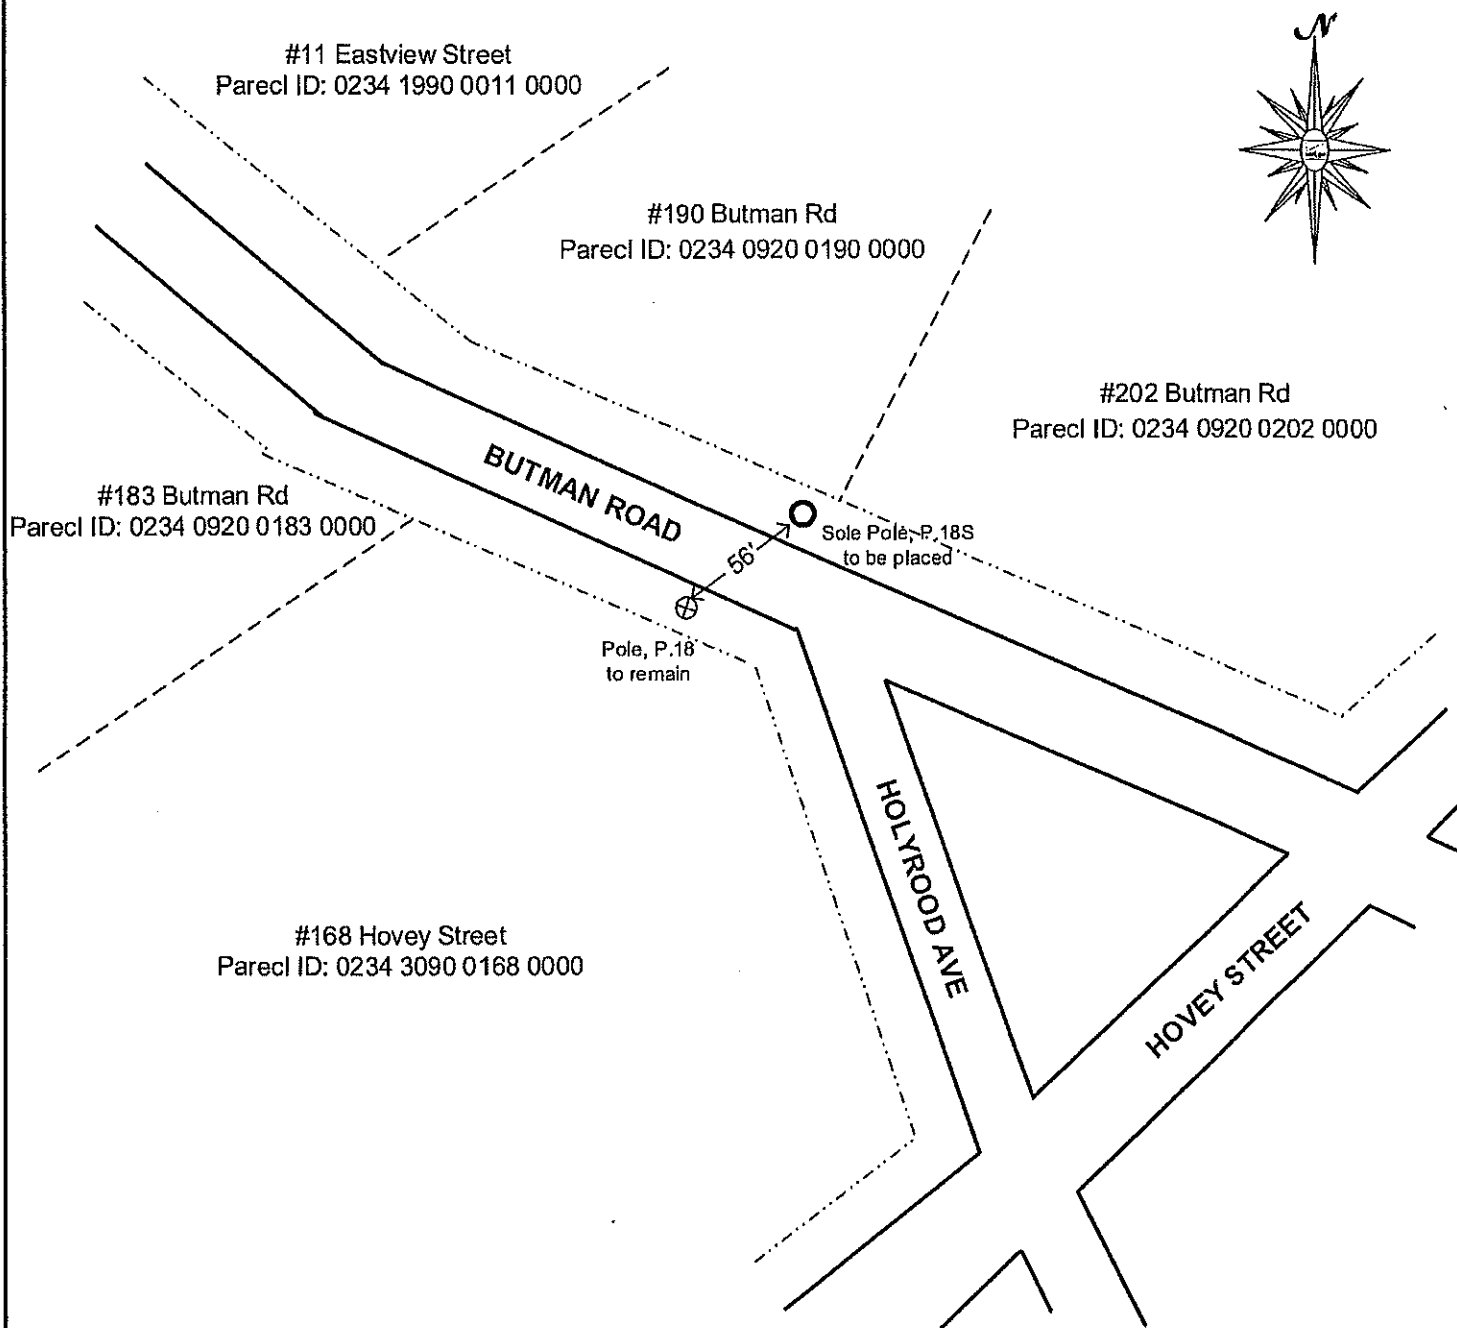 N
#11 Eastview Street
Parecl ID: 0234 1990 0011 0000
#190 Butman Rd
Parecl ID: 0234 0920 0190 0000
#202 Butman Rd
Parecl ID: 0234 0920 0202 0000
#183 Butman Rd
Parecl ID: 0234 0920 0183 0000
BUTMAN ROAD
Sole Pole, P.18S
to be placed
56'
Pole, P.18
to remain
HOLYROOD AVE
HOVEY STREET
#168 Hovey Street
Parecl ID: 0234 3090 0168 0000